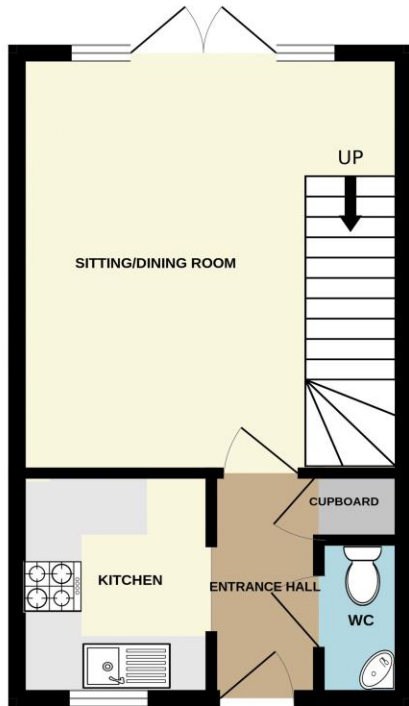 UP
SITTING/DINING ROOM
CUPBOARD
KITCHEN
ENTRANCE HALL
WC